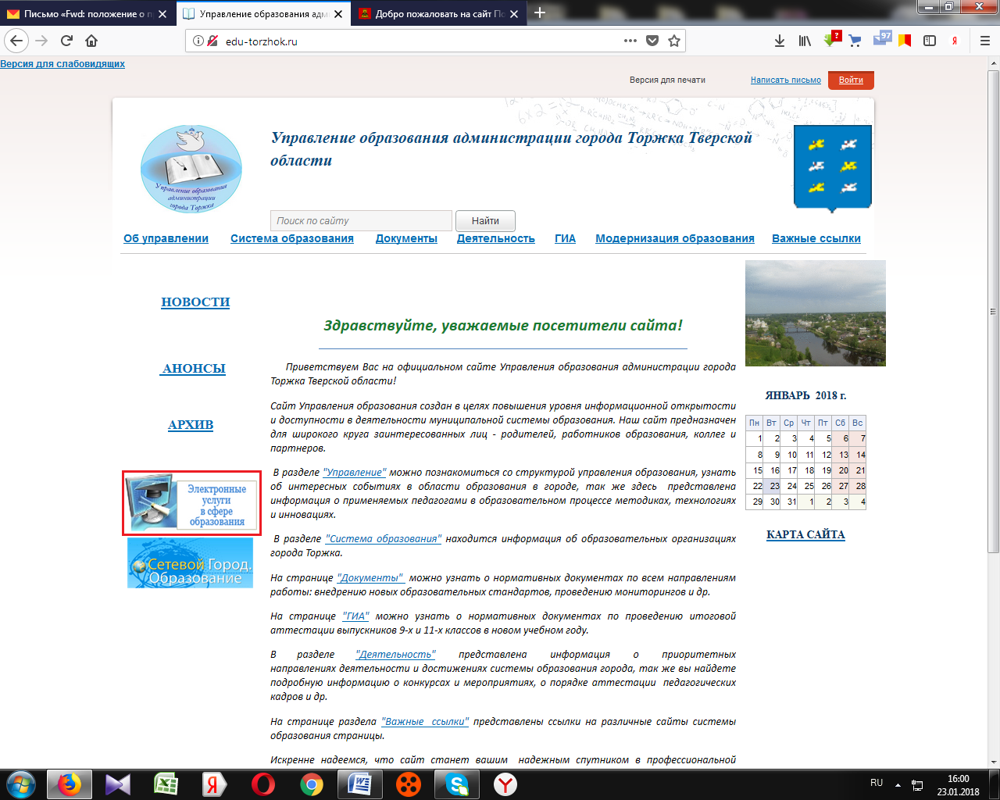 Письмо «Fwd: положение о п
Управление образования адм
Добро пожаловать на сайт По
edu-torzhok.ru
97
Версия для слабовидящих
Версия для печати
Написать письмо
Войти
Управление образования администрации города Торжка Тверской
области
Управление образования
администрации
города Торжка
Поиск по сайту
Найти
Об управлении
Система образования
Документы
Деятельность
ГИА
Модернизация образования
Важные ссылки
НОВОСТИ
АНОНСЫ
АРХИВ
Электронные
услуги
в сфере
образования
Сетевой Город.
Образование
Здравствуйте, уважаемые посетители сайта!
Приветствуем Вас на официальном сайте Управления образования администрации города
Торжка Тверской области!
Сайт Управления образования создан в целях повышения уровня информационной открытости
и доступности в деятельности муниципальной системы образования. Наш сайт предназначен
для широкого круга заинтересованных лиц - родителей, работников образования, коллег и
партнеров.
В разделе "Управление" можно познакомиться со структурой управления образования, узнать
об интересных событиях в области образования в городе, так же здесь представлена
информация о применяемых педагогами в образовательном процессе методиках, технологиях
и инновациях.
В разделе "Система образования" находится информация об образовательных организациях
города Торжка.
На странице "Документы" можно узнать о нормативных документах по всем направлениям
работы: внедрению новых образовательных стандартов, проведению мониторингов и др.
На странице "ГИА" можно узнать о нормативных документах по проведению итоговой
аттестации выпускников 9-х и 11-х классов в новом учебном году.
В разделе "Деятельность" представлена информация о приоритетных
направлениях деятельности и достижениях системы образования города, так же вы найдете
подробную информацию о конкурсах и мероприятиях, о порядке аттестации педагогических
кадров и др.
На странице раздела "Важные ссылки" представлены ссылки на различные сайты системы
образования страницы.
Искренне надеемся, что сайт станет вашим надежным спутником в профессиональной
ЯНВАРЬ 2018 г.
Пн Вт Ср Чт Пт Сб Вс
1 2 3 4 5 6 7
8 9 10 11 12 13 14
15 16 17 18 19 20 21
22 23 24 25 26 27 28
29 30 31 1 2 3 4
КАРТА САЙТА
RU
16:00
23.01.2018